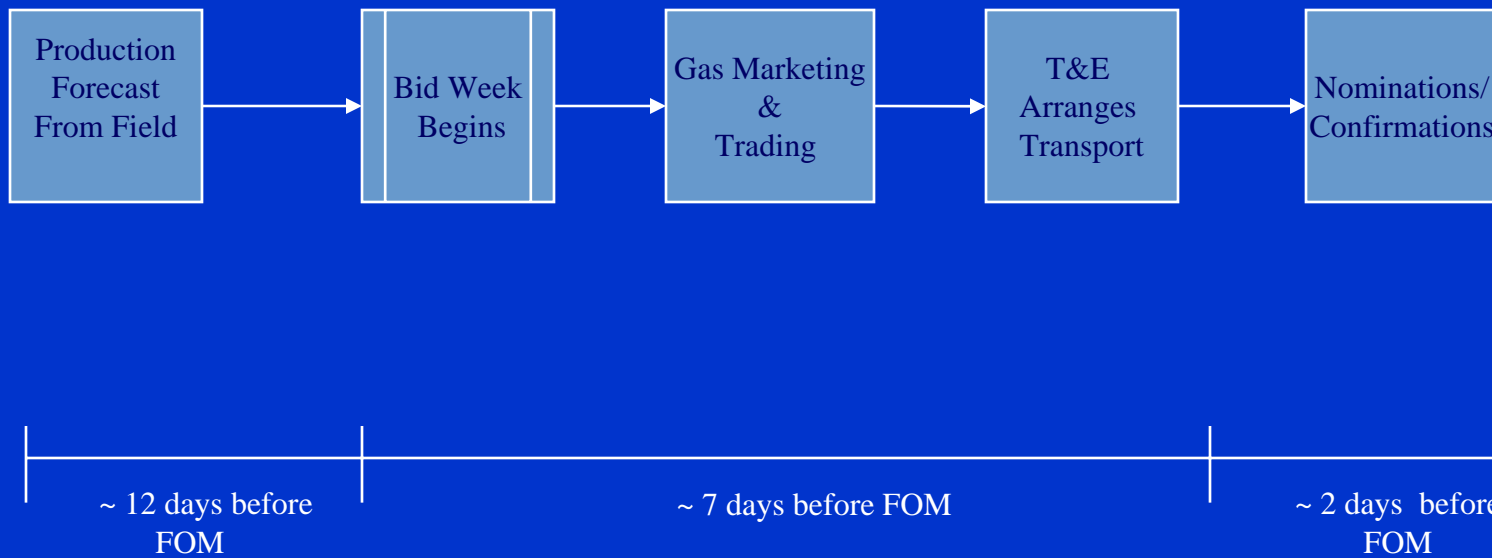 Production
Forecast
From Field
Bid Week
Begins
Gas Marketing
&
Trading
T&E
Arranges
Transport
Nominations/
Confirmations
~ 12 days before
FOM
~ 7 days before FOM
~ 2 days before
FOM